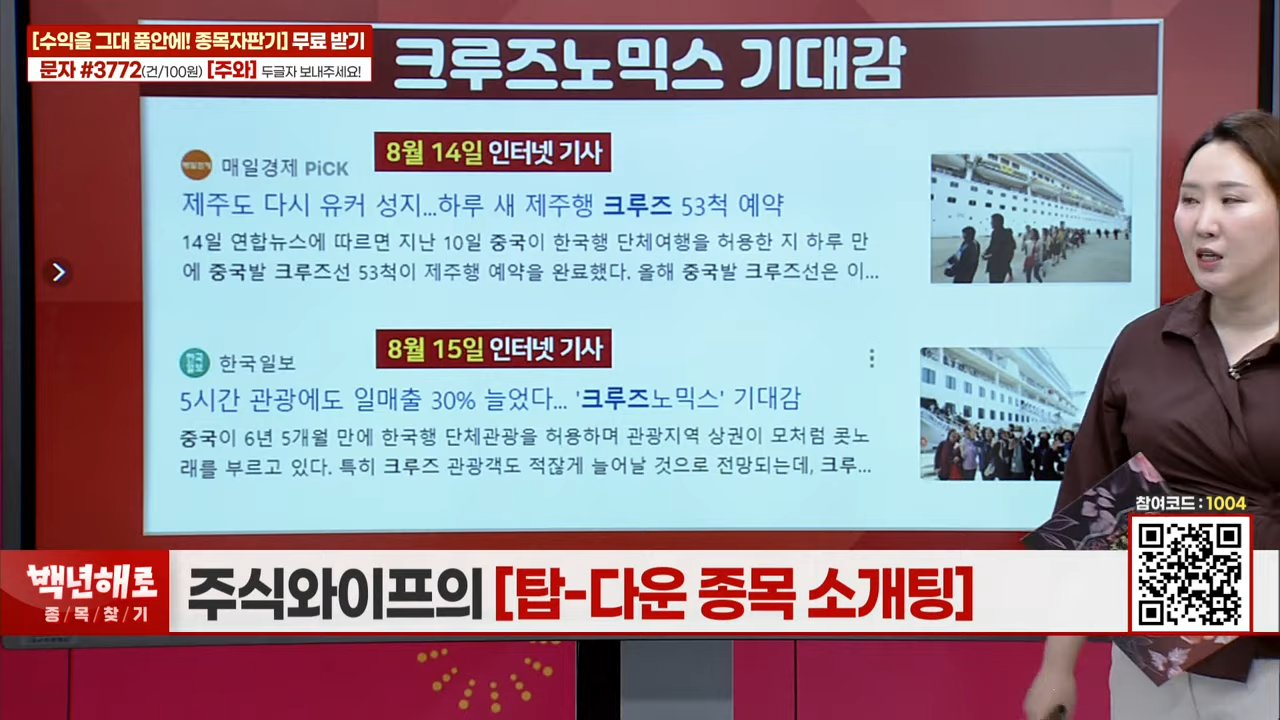 [수익을 그대 품안에! 종목자판기] 무료 받기
문자 #3772(건/100원) [주와] 두글자 보내주세요!
크루즈노믹스 기대감
8월 14일 인터넷 기사
매일경제 PiCK
제주도 다시 유커 성지...하루 새 제주행 크루즈 53척 예약
14일 연합뉴스에 따르면 지난 10일 중국이 한국행 단체여행을 허용한 지 하루 만
에 중국발 크루즈선 53척이 제주행 예약을 완료했다. 올해 중국발 크루즈선은 이...
8월 15일 인터넷 기사
한국일보
5시간 관광에도 일매출 30% 늘었다... '크루즈노믹스' 기대감
중국이 6년 5개월 만에 한국행 단체관광을 허용하며 관광지역 상권이 모처럼 콧노
래를 부르고 있다. 특히 크루즈 관광객도 적잖게 늘어날 것으로 전망되는데, 크루...
참여코드 : 1004
백년해로
종/목/찾/기
주식와이프의 [탑-다운 종목 소개팅]